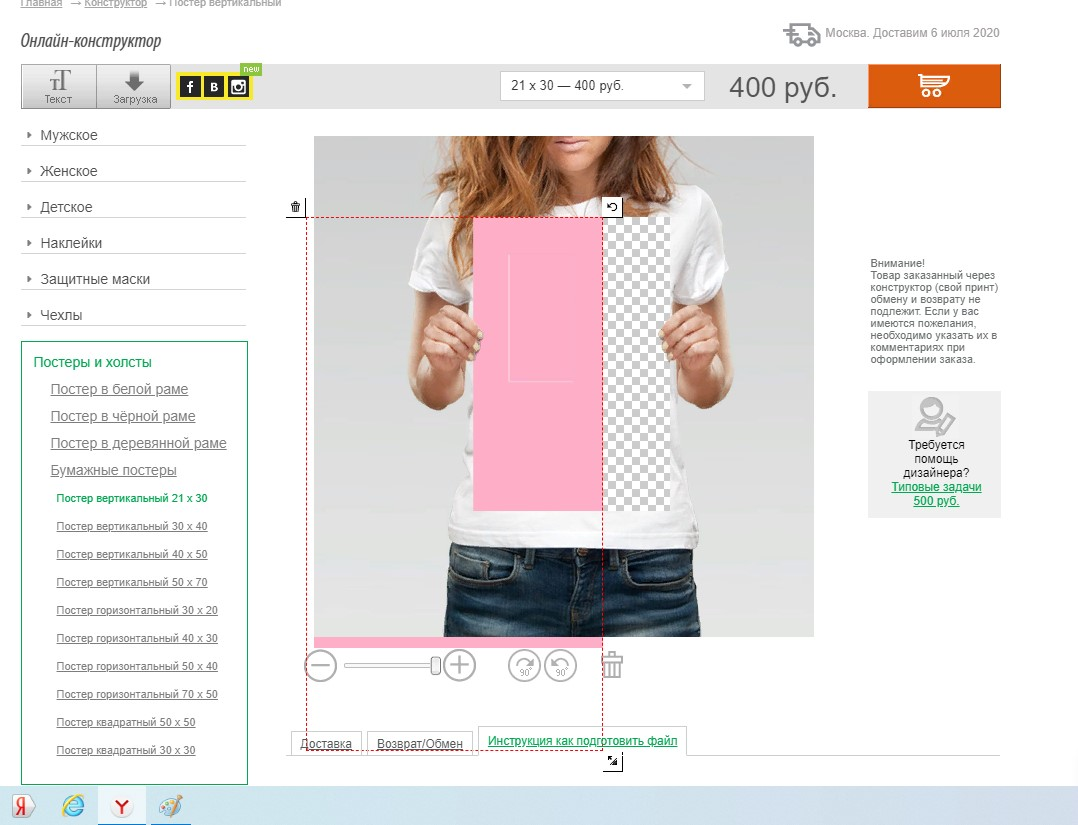 Главная → Конструктор → Постер вертикальный
Москва. Доставим 6 июля 2020
Онлайн-конструктор
new
тТ
Текст
Загрузка
f
B
21 x 30 — 400 руб.
400 руб.
Мужское
Женское
Детское
Наклейки
Защитные маски
Чехлы
Постеры и холсты
Постер в белой раме
Постер в чёрной раме
Постер в деревянной раме
Бумажные постеры
Постер вертикальный 21 x 30
Постер вертикальный 30 x 40
Постер вертикальный 40 x 50
Постер вертикальный 50 x 70
Постер горизонтальный 30 x 20
Постер горизонтальный 40 x 30
Постер горизонтальный 50 x 40
Постер горизонтальный 70 x 50
Постер квадратный 50 x 50
Постер квадратный 30 x 30
90°
90°
Доставка
Возврат/Обмен
Инструкция как подготовить файл
Внимание!
Товар заказанный через
конструктор (свой принт)
обмену и возврату не
подлежит. Если у вас
имеются пожелания,
необходимо указать их в
комментариях при
оформлении заказа.
Требуется
помощь
дизайнера?
Типовые задачи
500 руб.
Я
Y